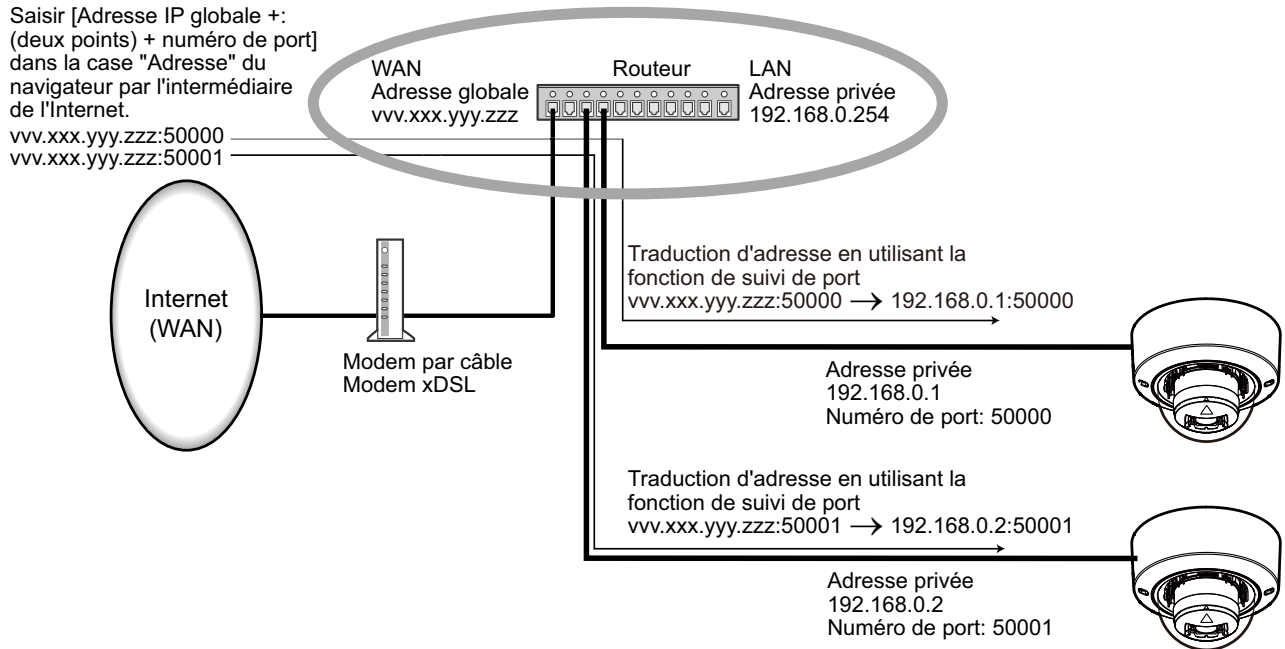 Saisir [Adresse IP globale +:
(deux points) + numéro de port]
dans la case "Adresse" du
navigateur par l'intermédiaire
de l'Internet.
vvv.xxx.yyy.zzz:50000
vvv.xxx.yyy.zzz:50001
WAN
Adresse globale
vvv.xxx.yyy.zzz
Routeur
LAN
Adresse privée
192.168.0.254
Internet
(WAN)
Modem par câble
Modem xDSL
Traduction d'adresse en utilisant la
fonction de suivi de port
vvv.xxx.yyy.zzz:50000 → 192.168.0.1:50000
Adresse privée
192.168.0.1
Numéro de port: 50000
Traduction d'adresse en utilisant la
fonction de suivi de port
vvv.xxx.yyy.zzz:50001 → 192.168.0.2:50001
Adresse privée
192.168.0.2
Numéro de port: 50001